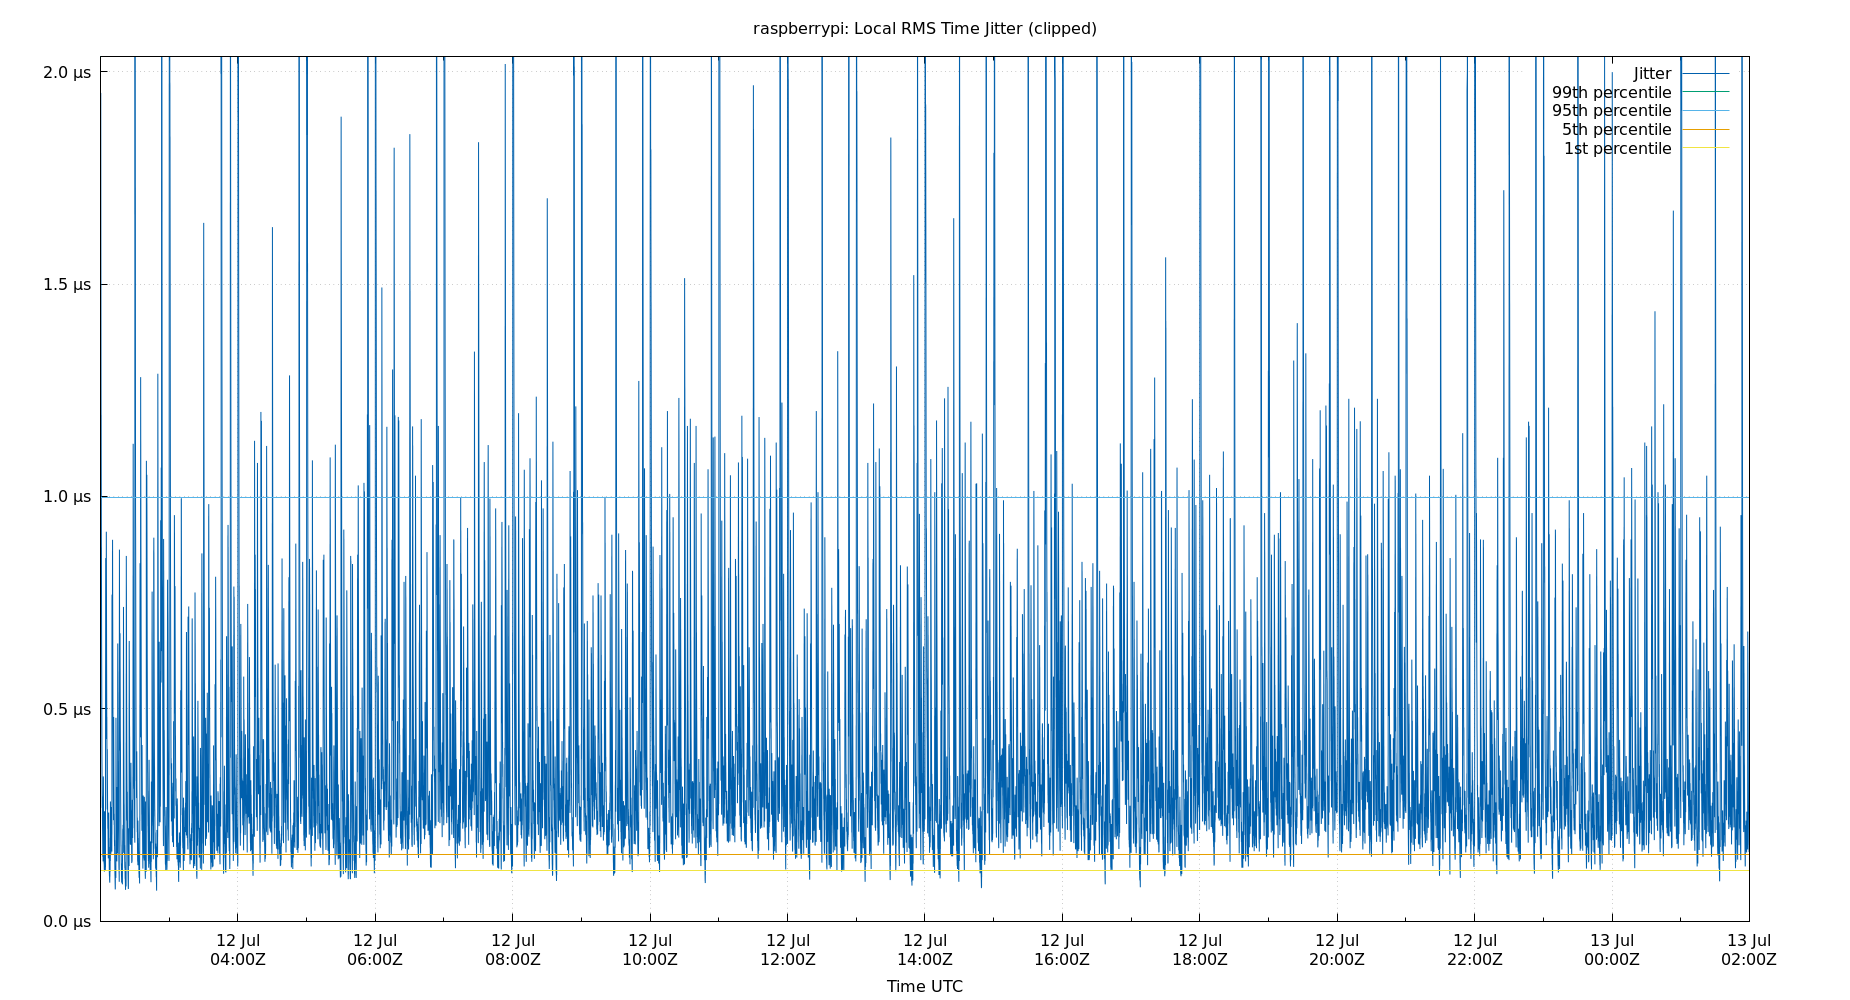 raspberrypi: Local RMS Time Jitter (clipped)
2.0 μs
1.5 μs
1.0 μs
0.5 μs
0.0 μs
Jitter
99th percentile
95th percentile
5th percentile
1st percentile
12 Jul 12 Jul 12 Jul 12 Jul 12 Jul 12 Jul 12 Jul 12 Jul 12 Jul 12 Jul 13 Jul 13 Jul
04:00Z 06:00Z 08:00Z 10:00Z 12:00Z 14:00Z 16:00Z 18:00Z 20:00Z 22:00Z 00:00Z 02:00Z
Time UTC